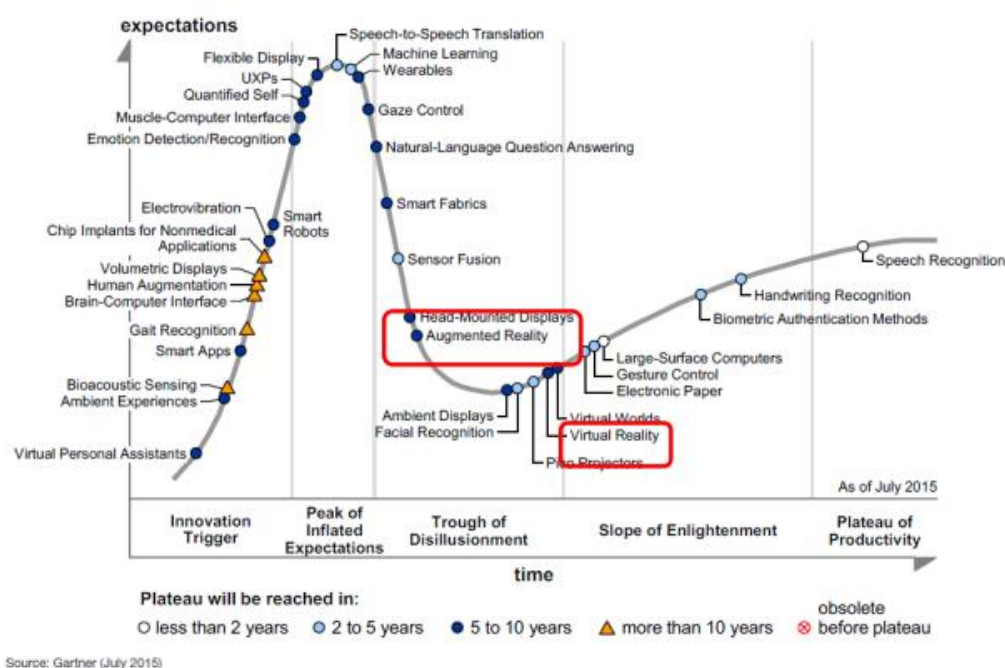 expectations
Speech-to-Speech Translation
Flexible Display
Machine Learning
Wearables
UXPs
Quantified Self
Gaze Control
Muscle-Computer Interface
Emotion Detection/Recognition
Natural-Language Question Answering
Smart Fabrics
Electrovibration
Smart
Robots
Chip Implants for Nonmedical
Applications
Speech Recognition
Sensor Fusion
Volumetric Displays
Human Augmentation
Brain-Computer Interface
Handwriting Recognition
Biometric Authentication Methods
Head-Mounted Displays
Gait Recognition
Augmented Reality
Smart Apps
Large-Surface Computers
Gesture Control
Electronic Paper
Bioacoustic Sensing
Ambient Experiences
Ambient Displays
Facial Recognition
Virtual Worlds
Virtual Reality
Virtual Personal Assistants
Pico Projectors
As of July 2015
Innovation
Trigger
Peak of
Inflated
Expectations
Trough of
Disillusionment
Slope of Enlightenment
Plateau of
Productivity
time
Plateau will be reached in:
less than 2 years
2 to 5 years
5 to 10 years
more than 10 years
obsolete
before plateau
Source: Gartner (July 2015)